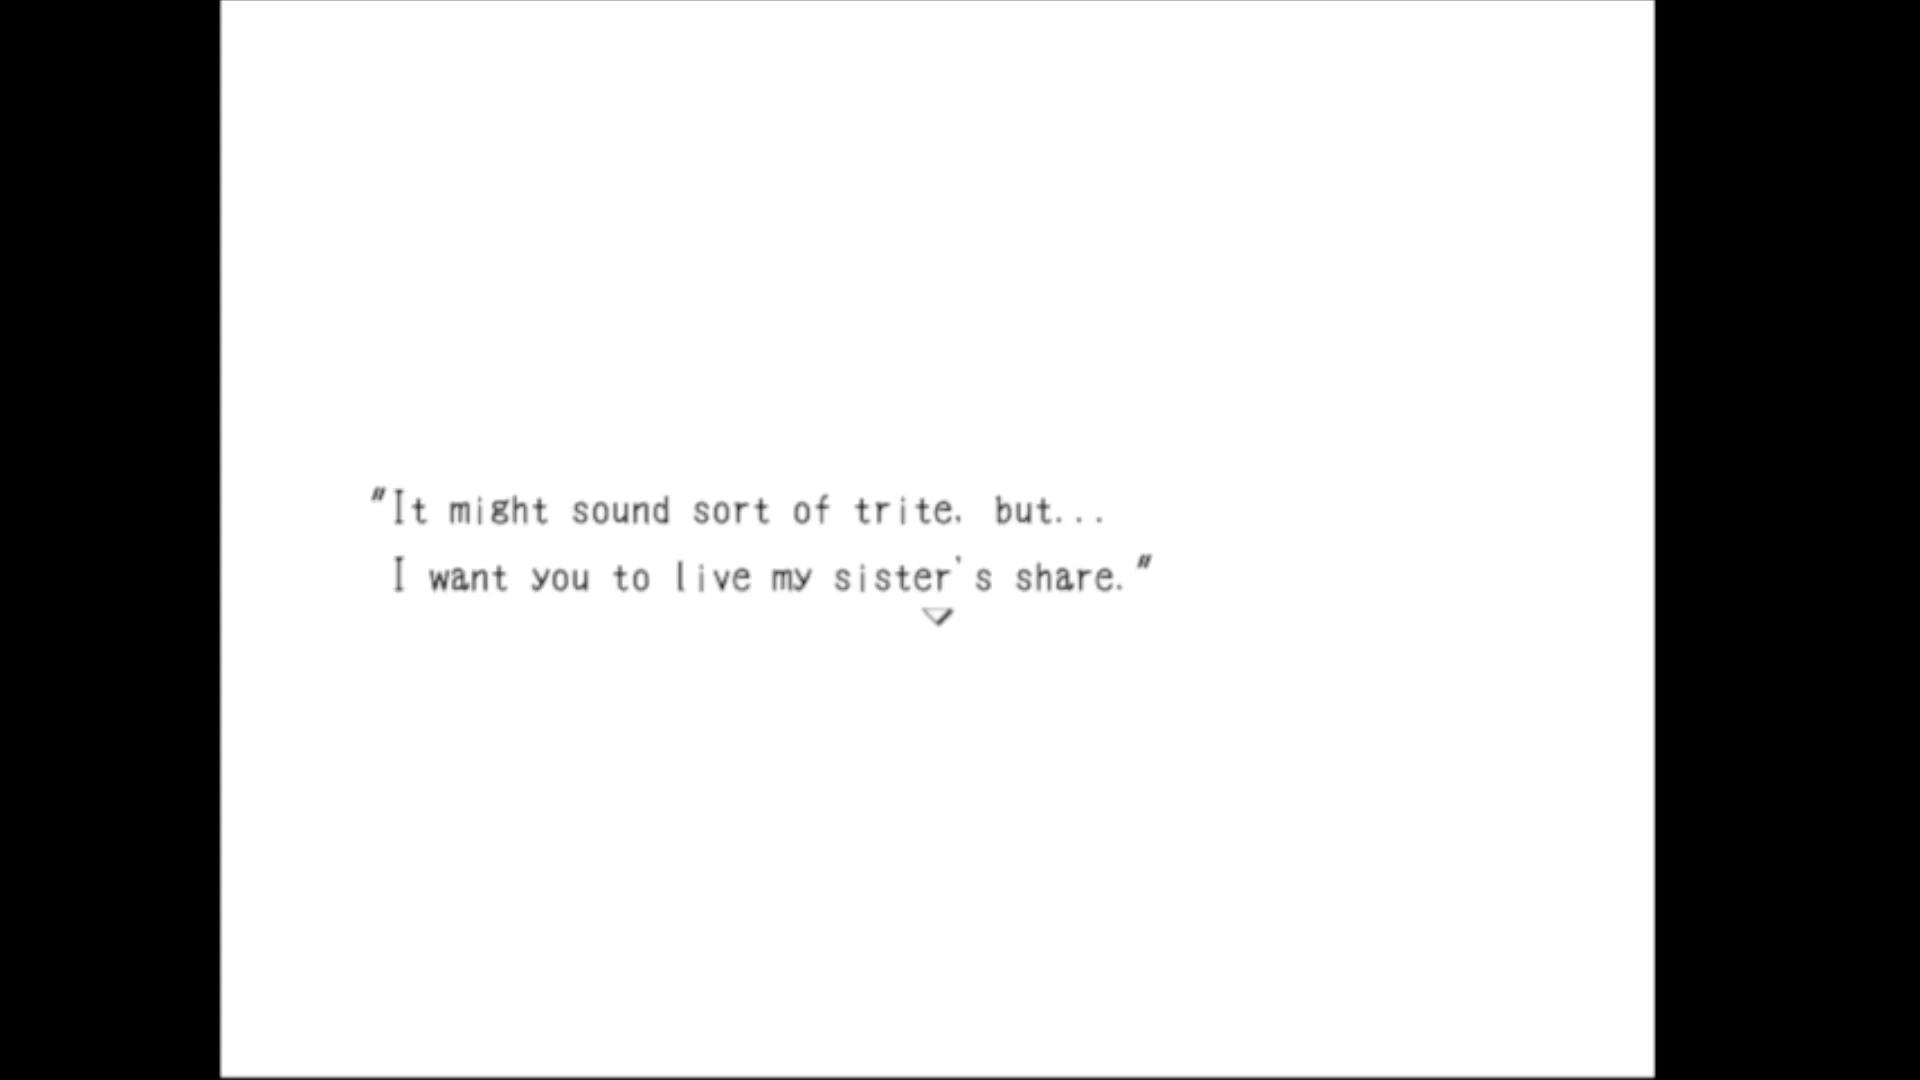 "It might sound sort of trite, but...
I want you to live my sister's share."